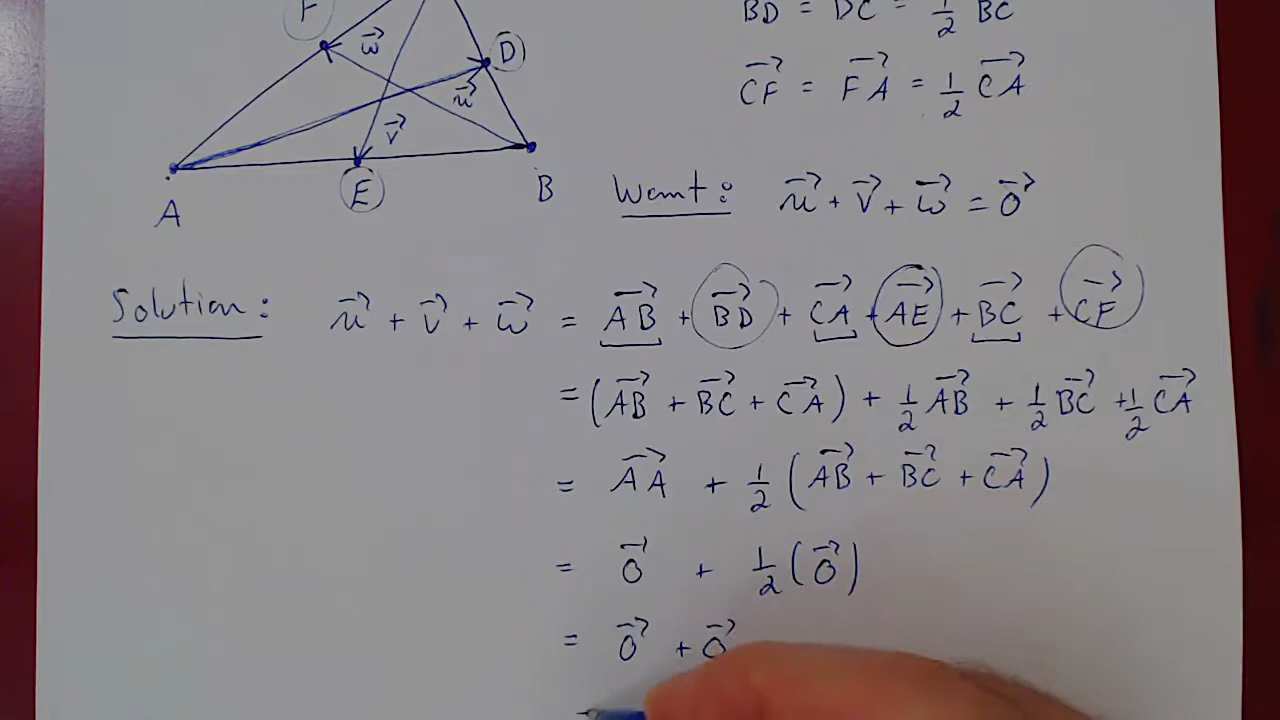 F
BD = DC = 1/2 BC
w⃗
D
CF⃗ = FA⃗ = 1/2 CA⃗
u⃗
v⃗
E
B
A
Want: u⃗ + v⃗ + w⃗ = 0⃗
Solution: u⃗ + v⃗ + w⃗ = AB⃗ + BD⃗ + CA⃗ + AE⃗ + BC⃗ + CF⃗
= (AB⃗ + BC⃗ + CA⃗) + 1/2 AB⃗ + 1/2 BC⃗ + 1/2 CA⃗
= AA⃗ + 1/2 (AB⃗ + BC⃗ + CA⃗)
= 0⃗ + 1/2 (0⃗)
= 0⃗ + 0⃗